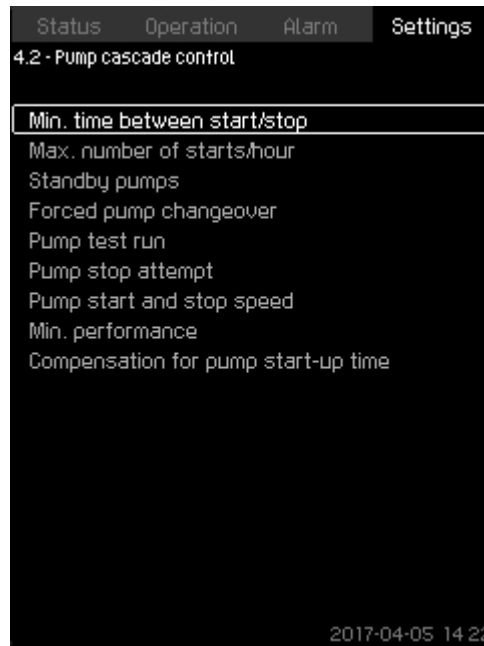 Status Operation Alarm Settings
4.2 - Pump cascade control
Min. time between start/stop
Max. number of starts/hour
Standby pumps
Forced pump changeover
Pump test run
Pump stop attempt
Pump start and stop speed
Min. performance
Compensation for pump start-up time
2017-04-05 14:22